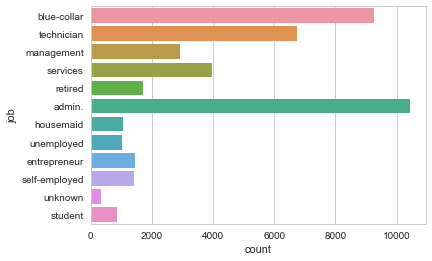 blue-collar
technician
management
services
retired
admin.
housemaid
unemployed
entrepreneur
self-employed
unknown
student
job
0 2000 4000 6000 8000 10000
count